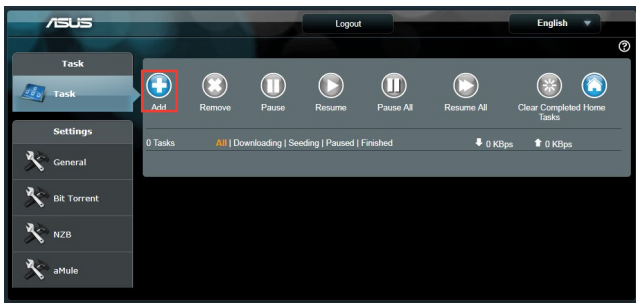 ASUS
Logout
English
?
Task
Task
Add
Remove
Pause
Resume
Pause All
Resume All
Clear Completed Tasks
Home
Settings
0 Tasks
All | Downloading | Seeding | Paused | Finished
0 KBps
0 KBps
General
Bit Torrent
NZB
aMule